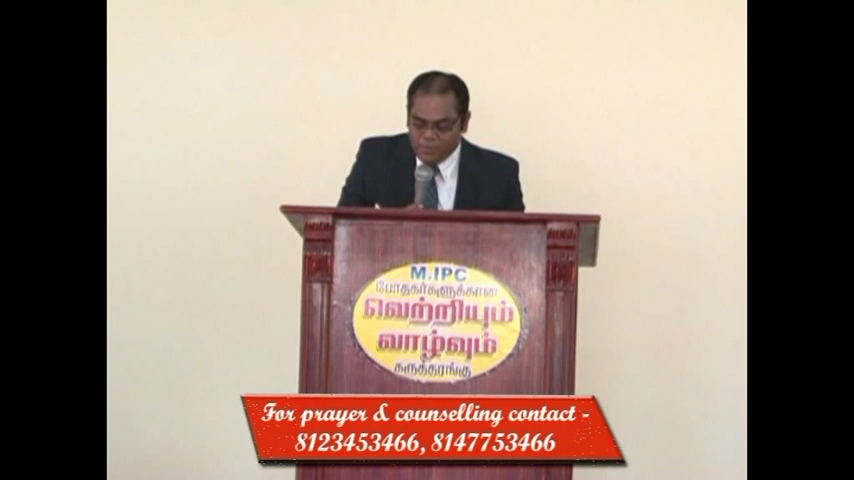 M.IPC
போதகர்களுக்கான
வெற்றியும்
வாழ்வும்
கருத்தரங்கு
For prayer & counselling contact -
8123453466, 8147753466